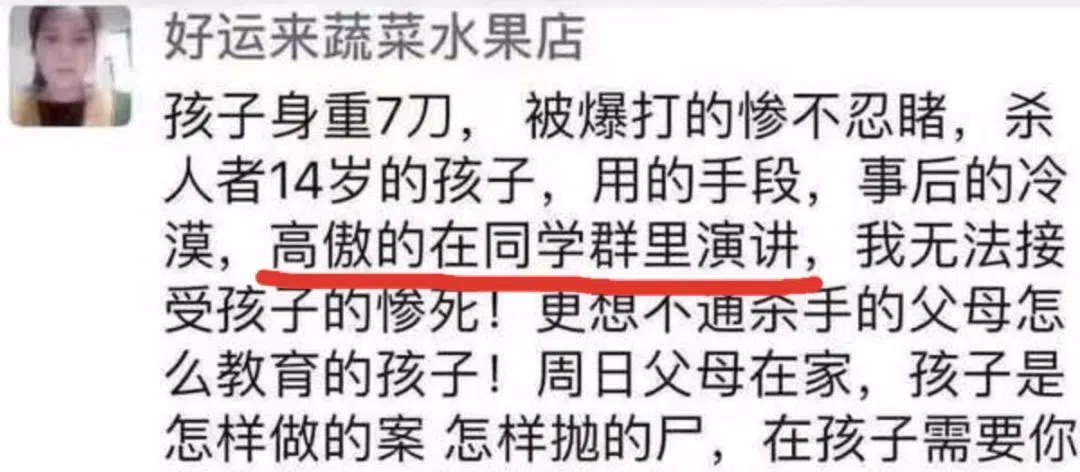 好运来蔬菜水果店
孩子身重7刀，被爆打的惨不忍睹，杀
人者14岁的孩子，用的手段，事后的冷
漠，高傲的在同学群里演讲，我无法接
受孩子的惨死！更想不通杀手的父母怎
么教育的孩子！周日父母在家，孩子是
怎样做的案 怎样抛的尸，在孩子需要你